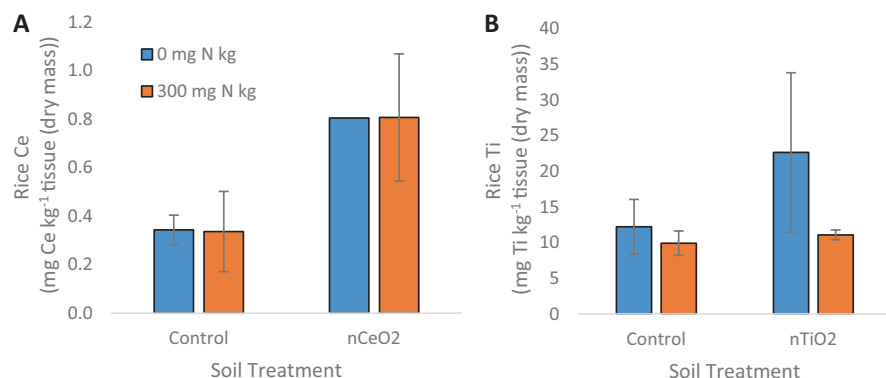 A
Rice Ce
(mg Ce kg-1 tissue (dry mass))
1.2
1.0
0.8
0.6
0.4
0.2
0.0
0 mg N kg
300 mg N kg
Control
nCeO2
Soil Treatment
B
Rice Ti
(mg Ti kg-1 tissue (dry mass))
40
35
30
25
20
15
10
5
0
Control
nTiO2
Soil Treatment